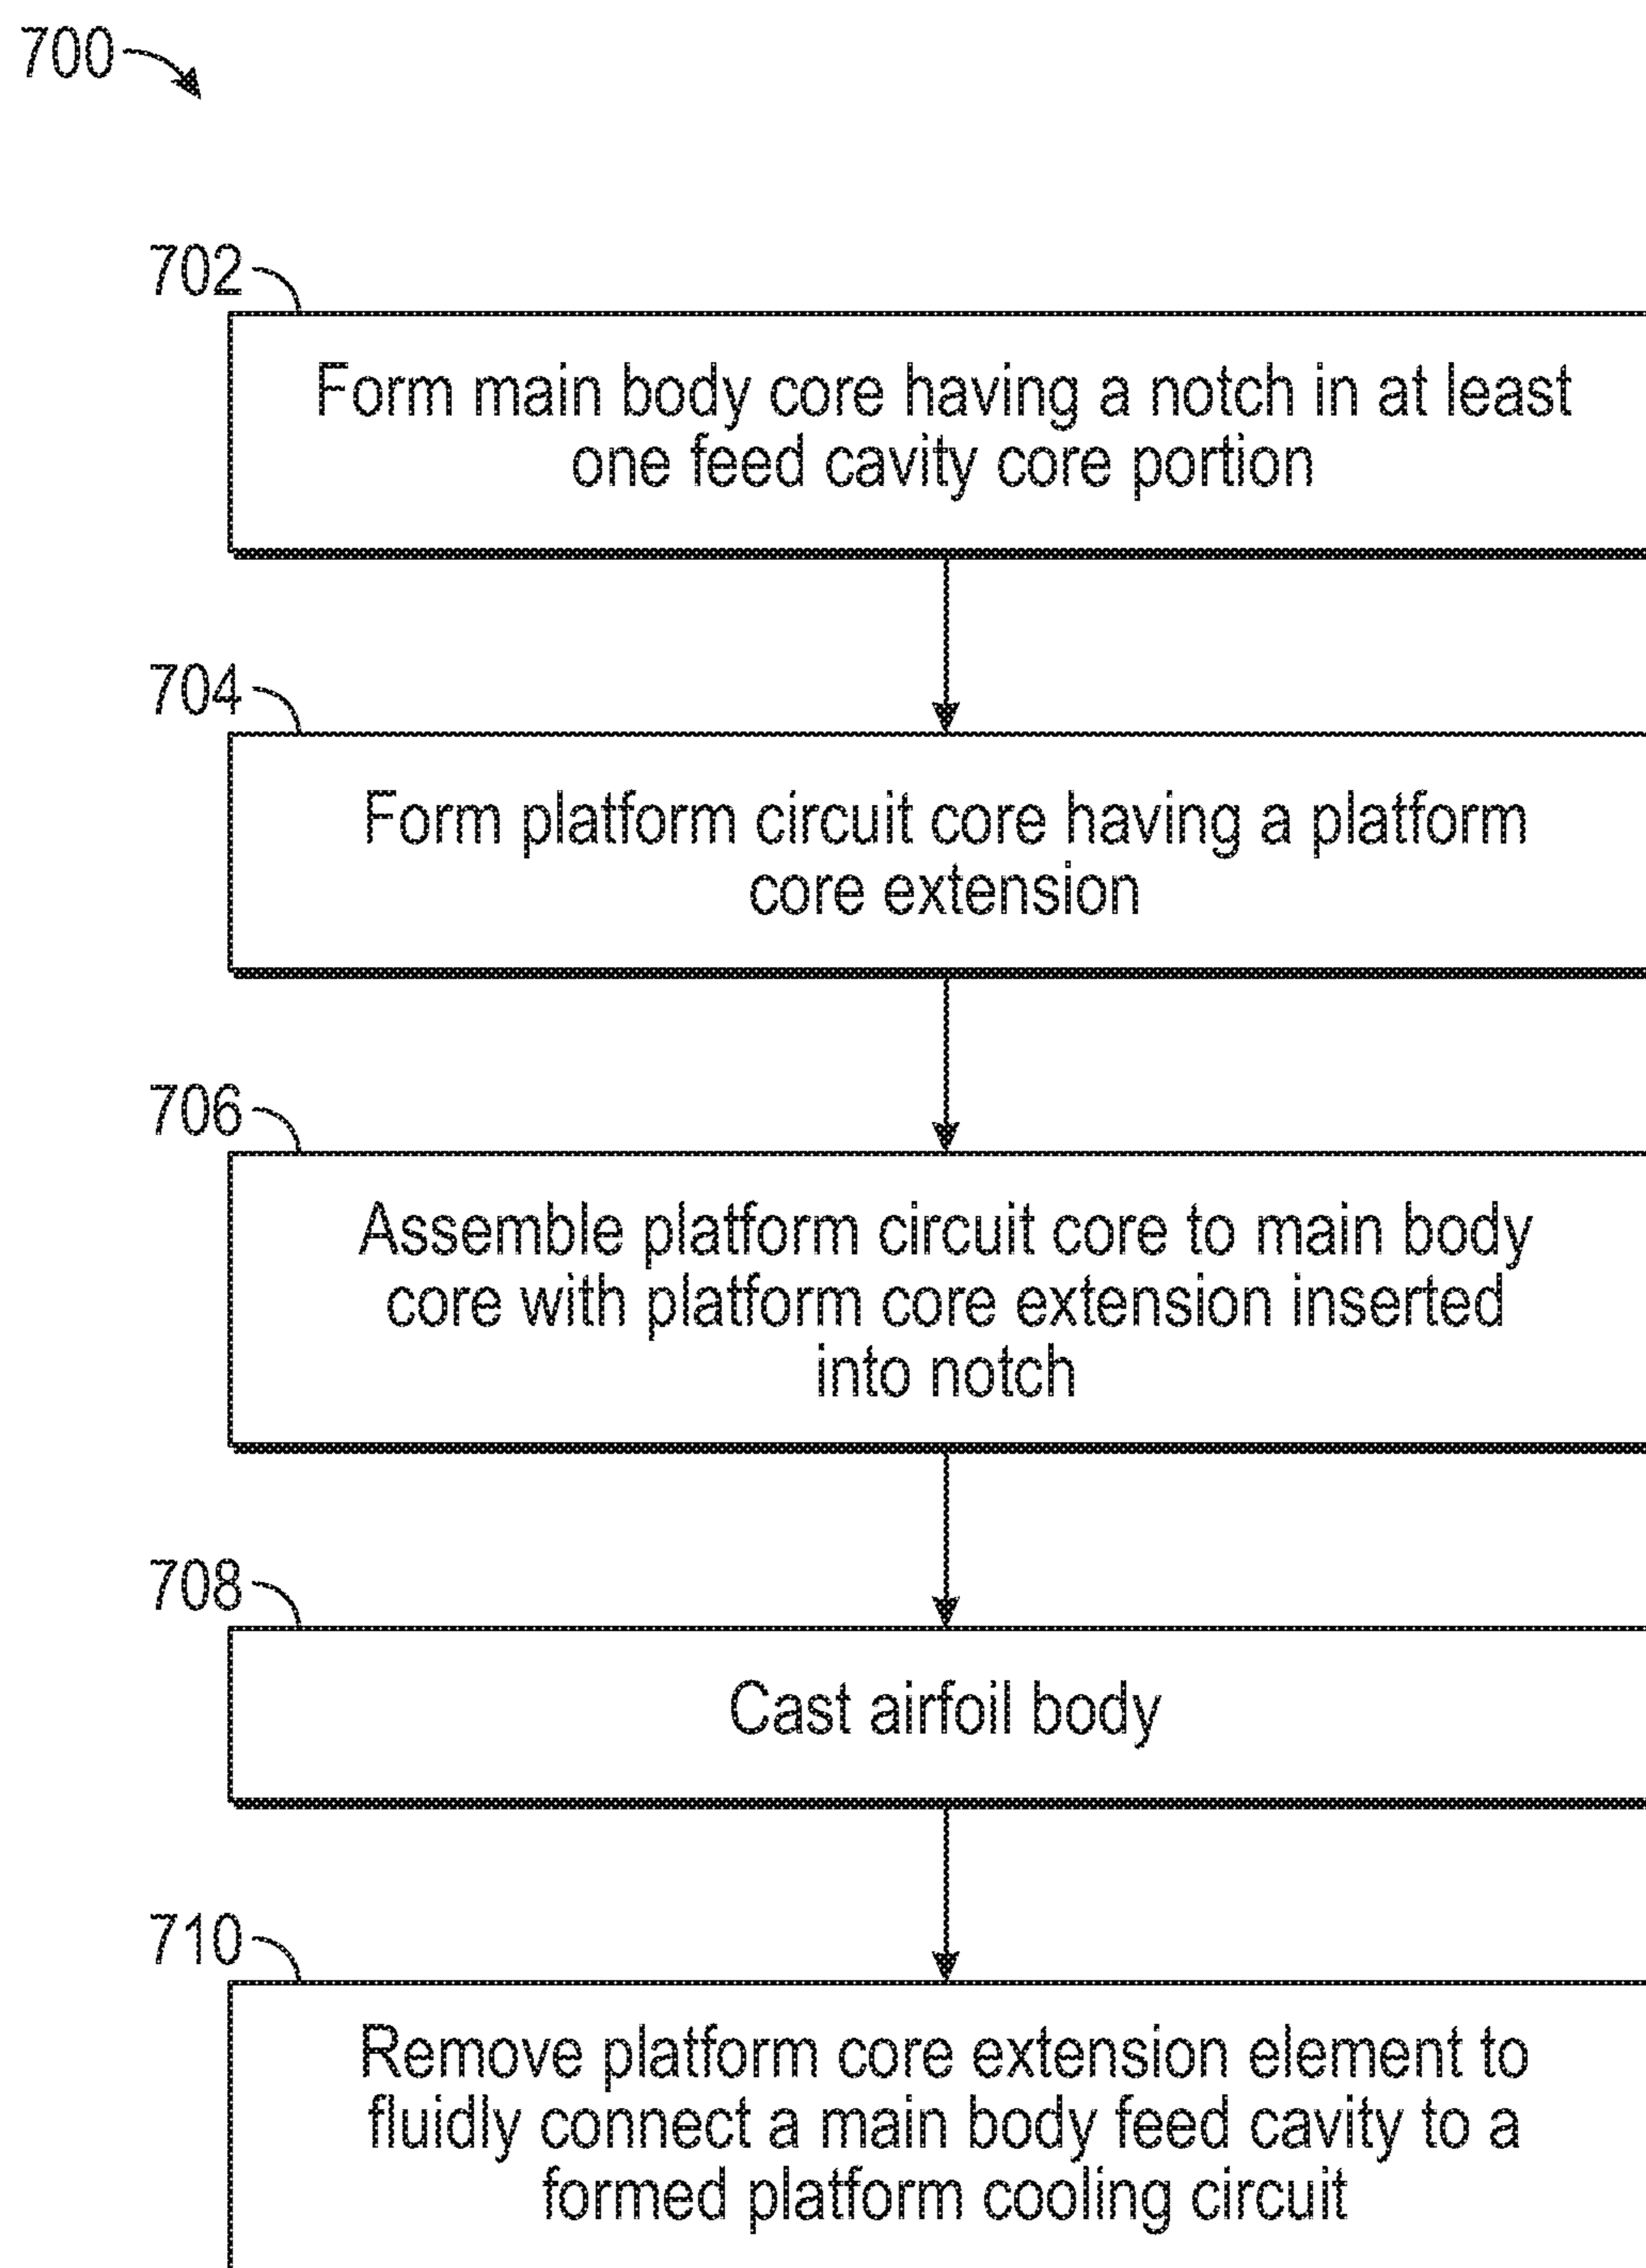 700
702
Form main body core having a notch in at least
one feed cavity core portion
704
Form platform circuit core having a platform
core extension
706
Assemble platform circuit core to main body
core with platform core extension inserted
into notch
708
Cast airfoil body
710
Remove platform core extension element to
fluidly connect a main body feed cavity to a
formed platform cooling circuit